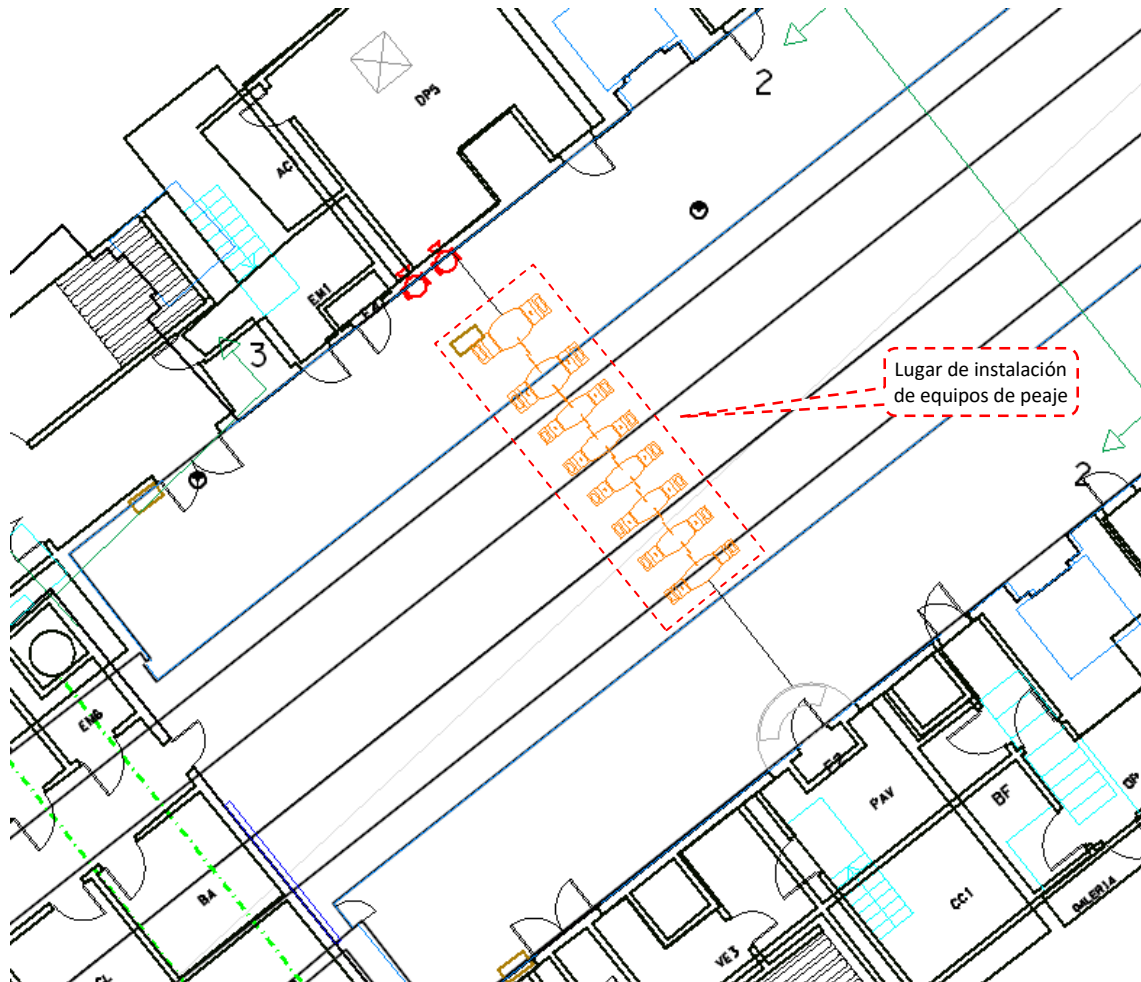 2
DPS
AC
EM1
3
Lugar de instalación
de equipos de peaje
2
PAV
BF
BA
CC1
GALERIA
VE3